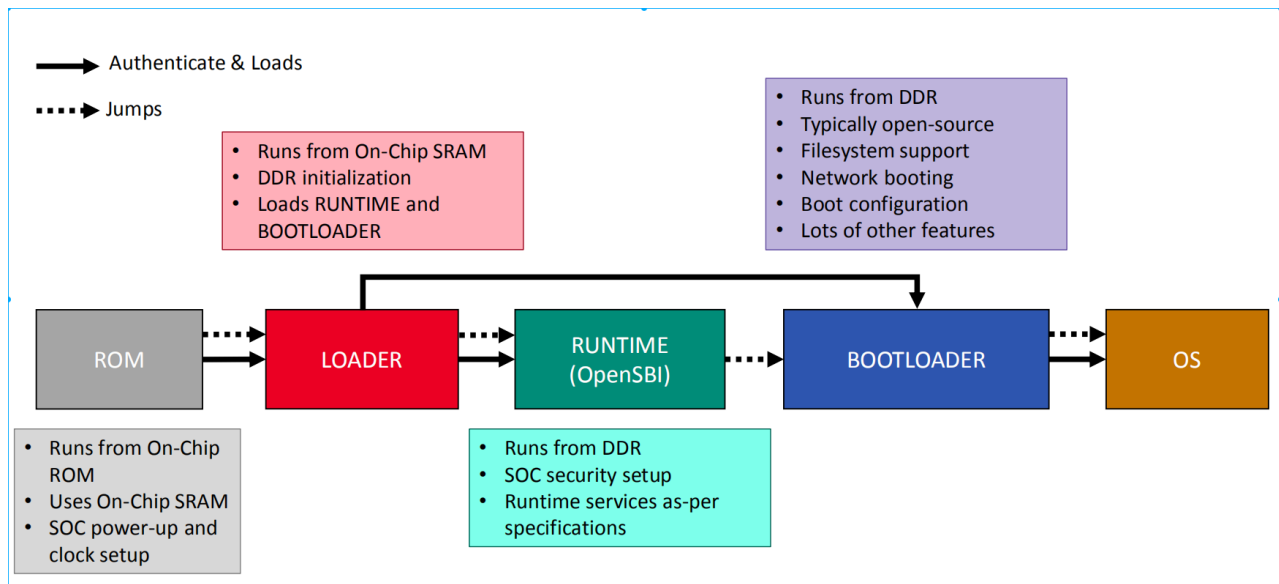 Authenticate & Loads
Jumps
• Runs from On-Chip SRAM
• DDR initialization
• Loads RUNTIME and
BOOTLOADER
• Runs from DDR
• Typically open-source
• Filesystem support
• Network booting
• Boot configuration
• Lots of other features
ROM
LOADER
RUNTIME
(OpenSBI)
BOOTLOADER
OS
• Runs from On-Chip
ROM
• Uses On-Chip SRAM
• SOC power-up and
clock setup
• Runs from DDR
• SOC security setup
• Runtime services as-per
specifications